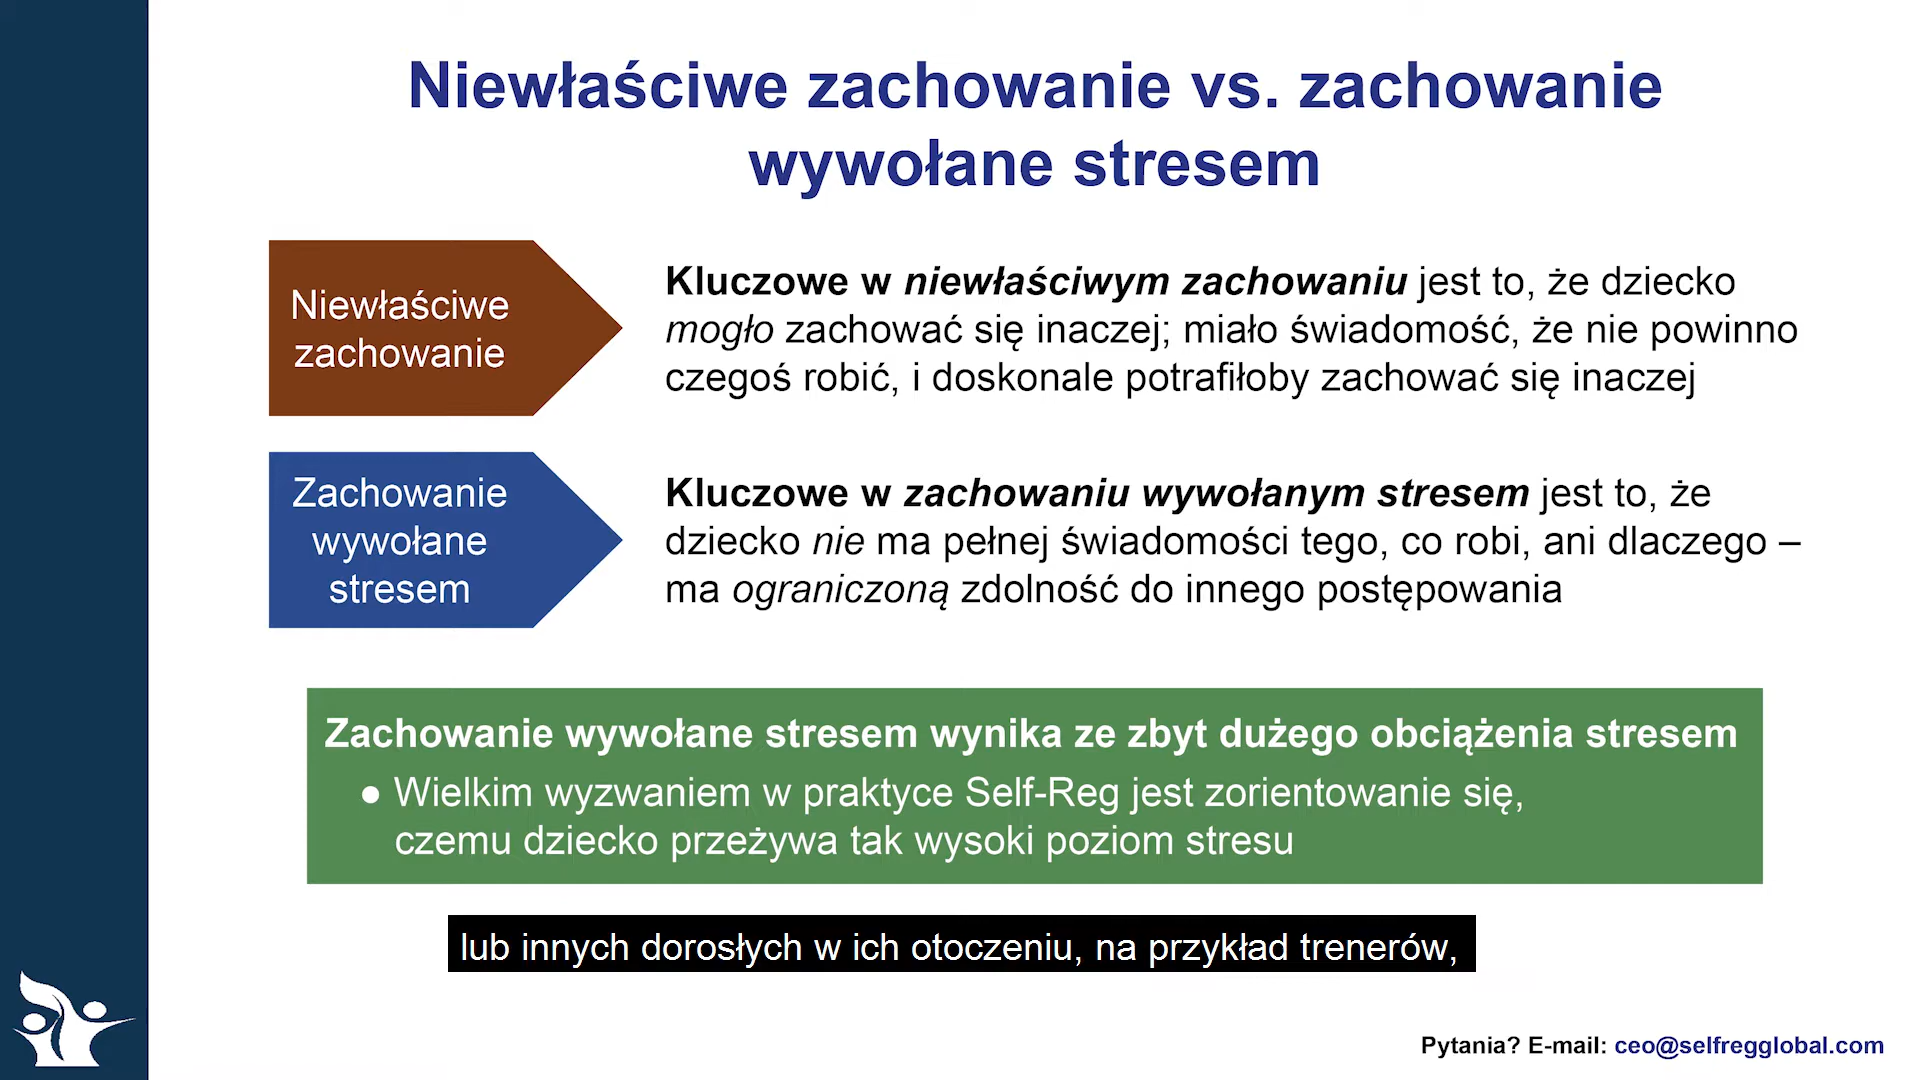 Niewłaściwe zachowanie vs. zachowanie
wywołane stresem
Niewłaściwe
zachowanie
Kluczowe w niewłaściwym zachowaniu jest to, że dziecko
mogło zachować się inaczej; miało świadomość, że nie powinno
czegoś robić, i doskonale potrafiłoby zachować się inaczej
Zachowanie
wywołane
stresem
Kluczowe w zachowaniu wywołanym stresem jest to, że
dziecko nie ma pełnej świadomości tego, co robi, ani dlaczego –
ma ograniczoną zdolność do innego postępowania
Zachowanie wywołane stresem wynika ze zbyt dużego obciążenia stresem
● Wielkim wyzwaniem w praktyce Self-Reg jest zorientowanie się,
czemu dziecko przeżywa tak wysoki poziom stresu
lub innych dorosłych w ich otoczeniu, na przykład trenerów,
Pytania? E-mail: ceo@selfregglobal.com